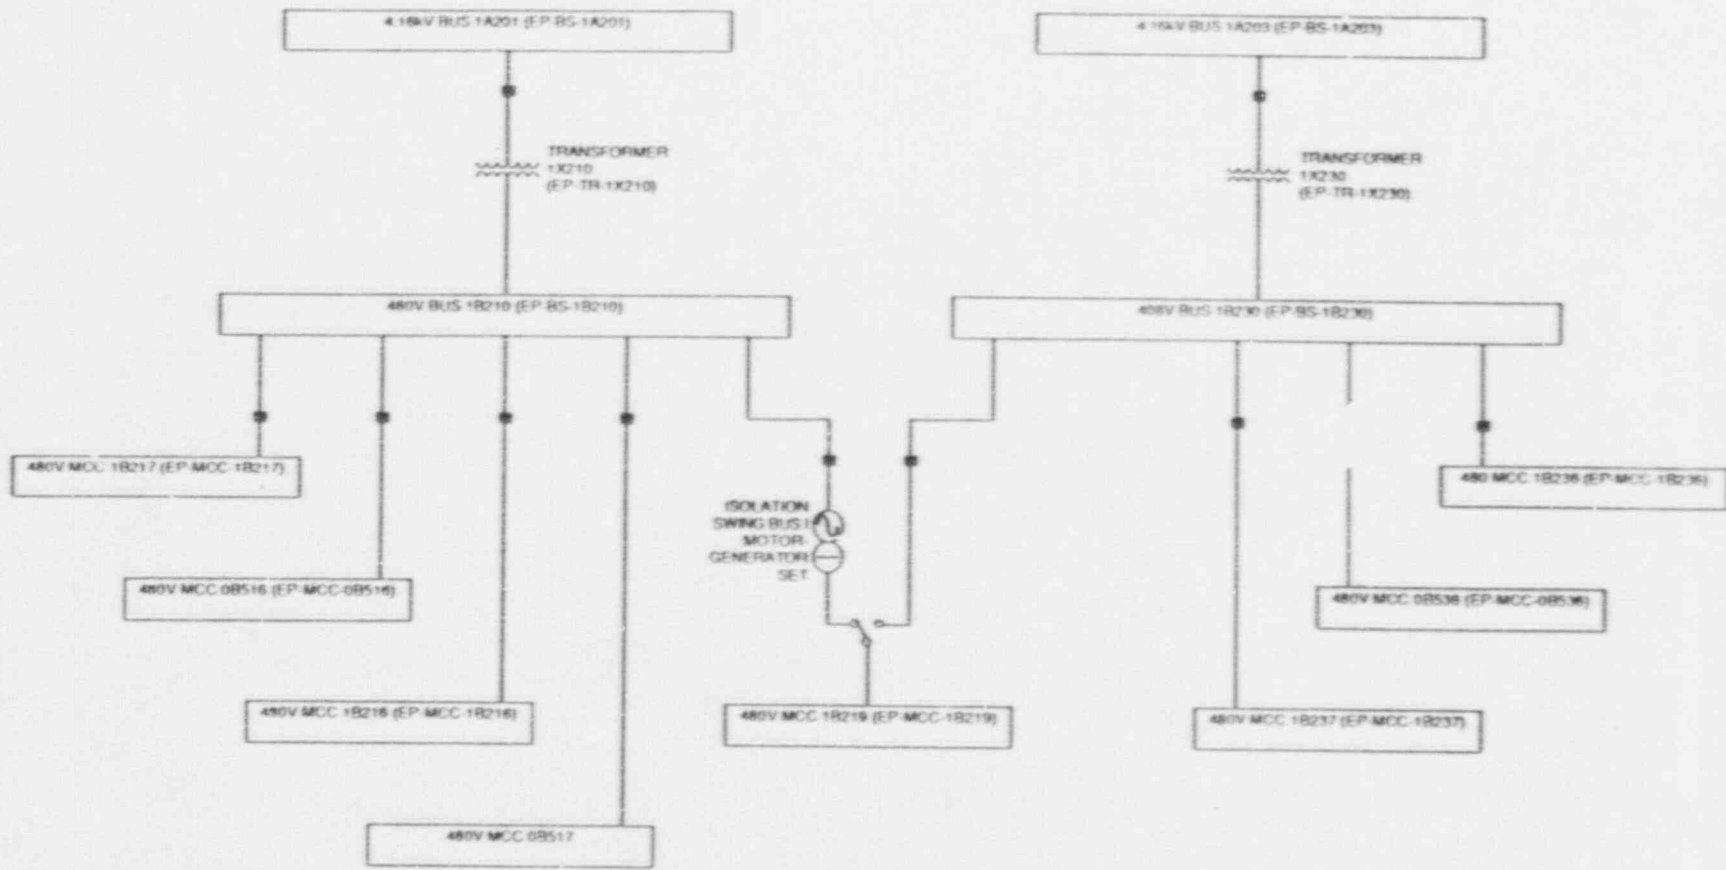 4.16kV BUS 1A201 (EP-BS-1A201)
4.16kV BUS 1A203 (EP-BS-1A203)
TRANSFORMER
1X210
(EP-TR-1X210)
TRANSFORMER
1X230
(EP-TR-1X230)
480V BUS 1B210 (EP-BS-1B210)
408V BUS 1B230 (EP-BS-1B230)
480V MCC 1B217 (EP-MCC-1B217)
480 MCC 1B236 (EP-MCC-1B236)
ISOLATION
SWING BUS I
MOTOR-
GENERATOR
SET
480V MCC 0B516 (EP-MCC-0B516)
480V MCC 0B536 (EP-MCC-0B536)
480V MCC 1B216 (EP-MCC-1B216)
480V MCC 1B219 (EP-MCC-1B219)
480V MCC 1B237 (EP-MCC-1B237)
480V MCC 0B517